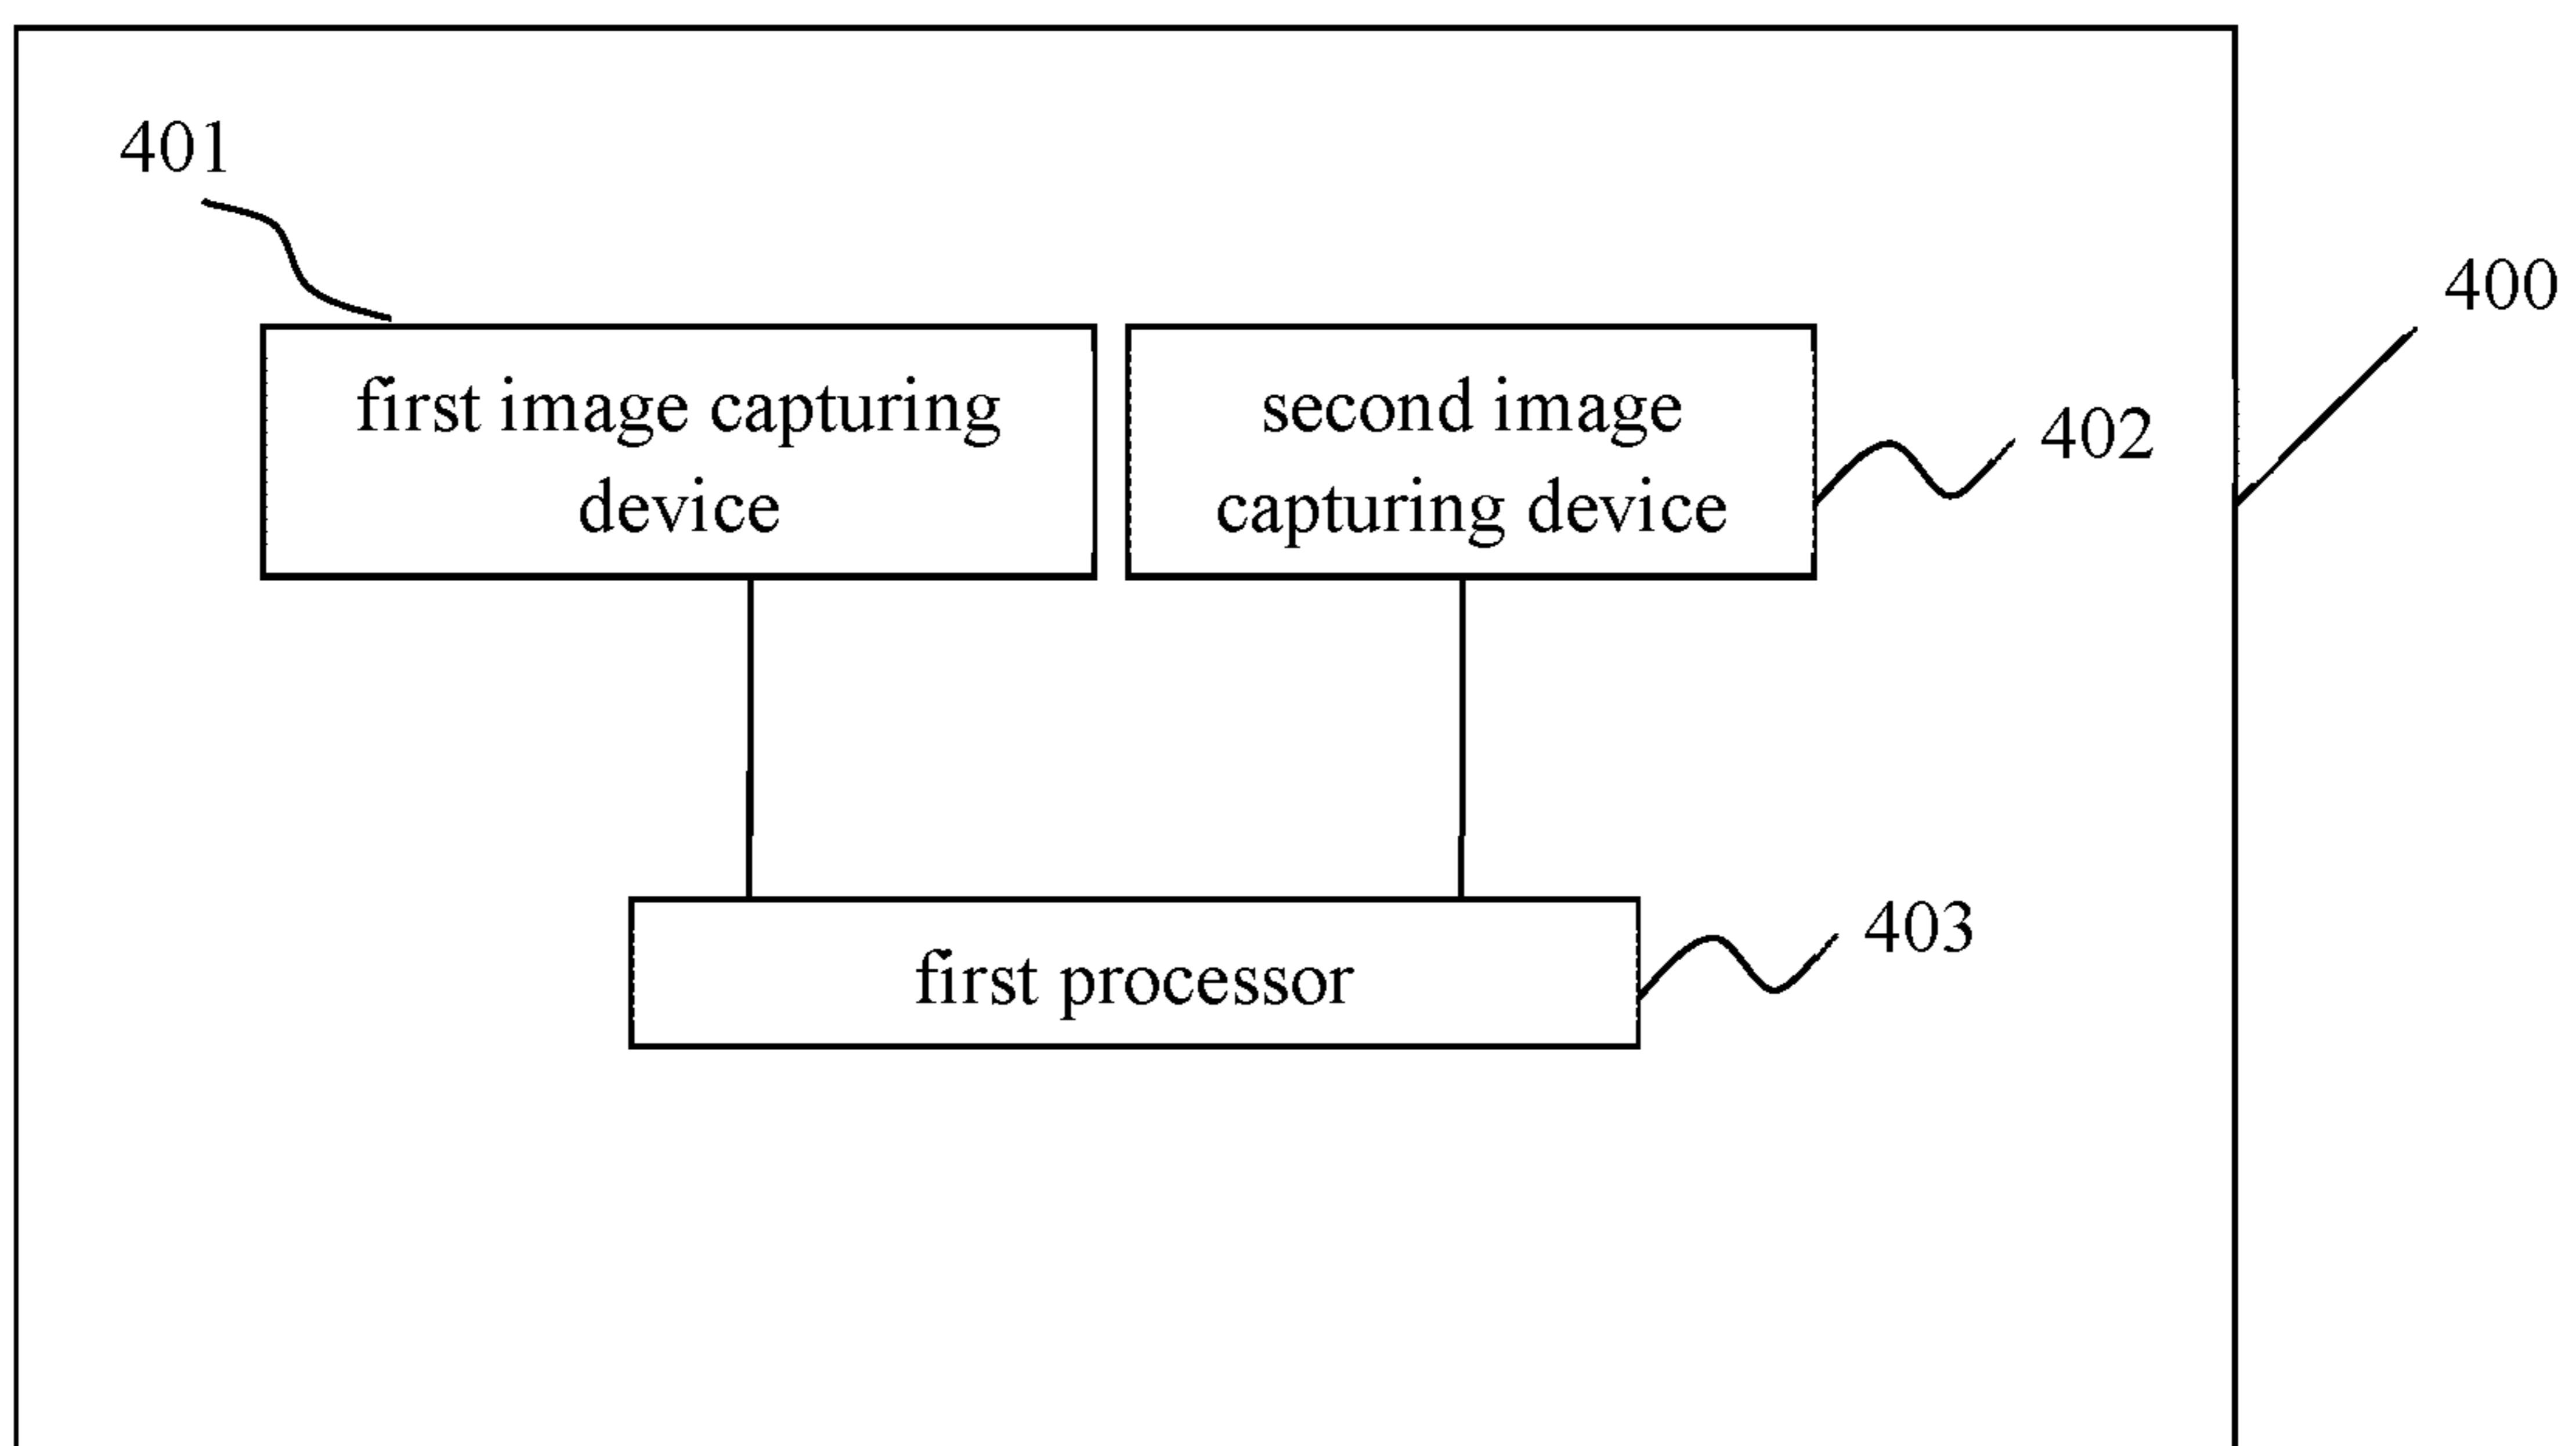 401
400
first image capturing
device
second image
capturing device
402
403
first processor